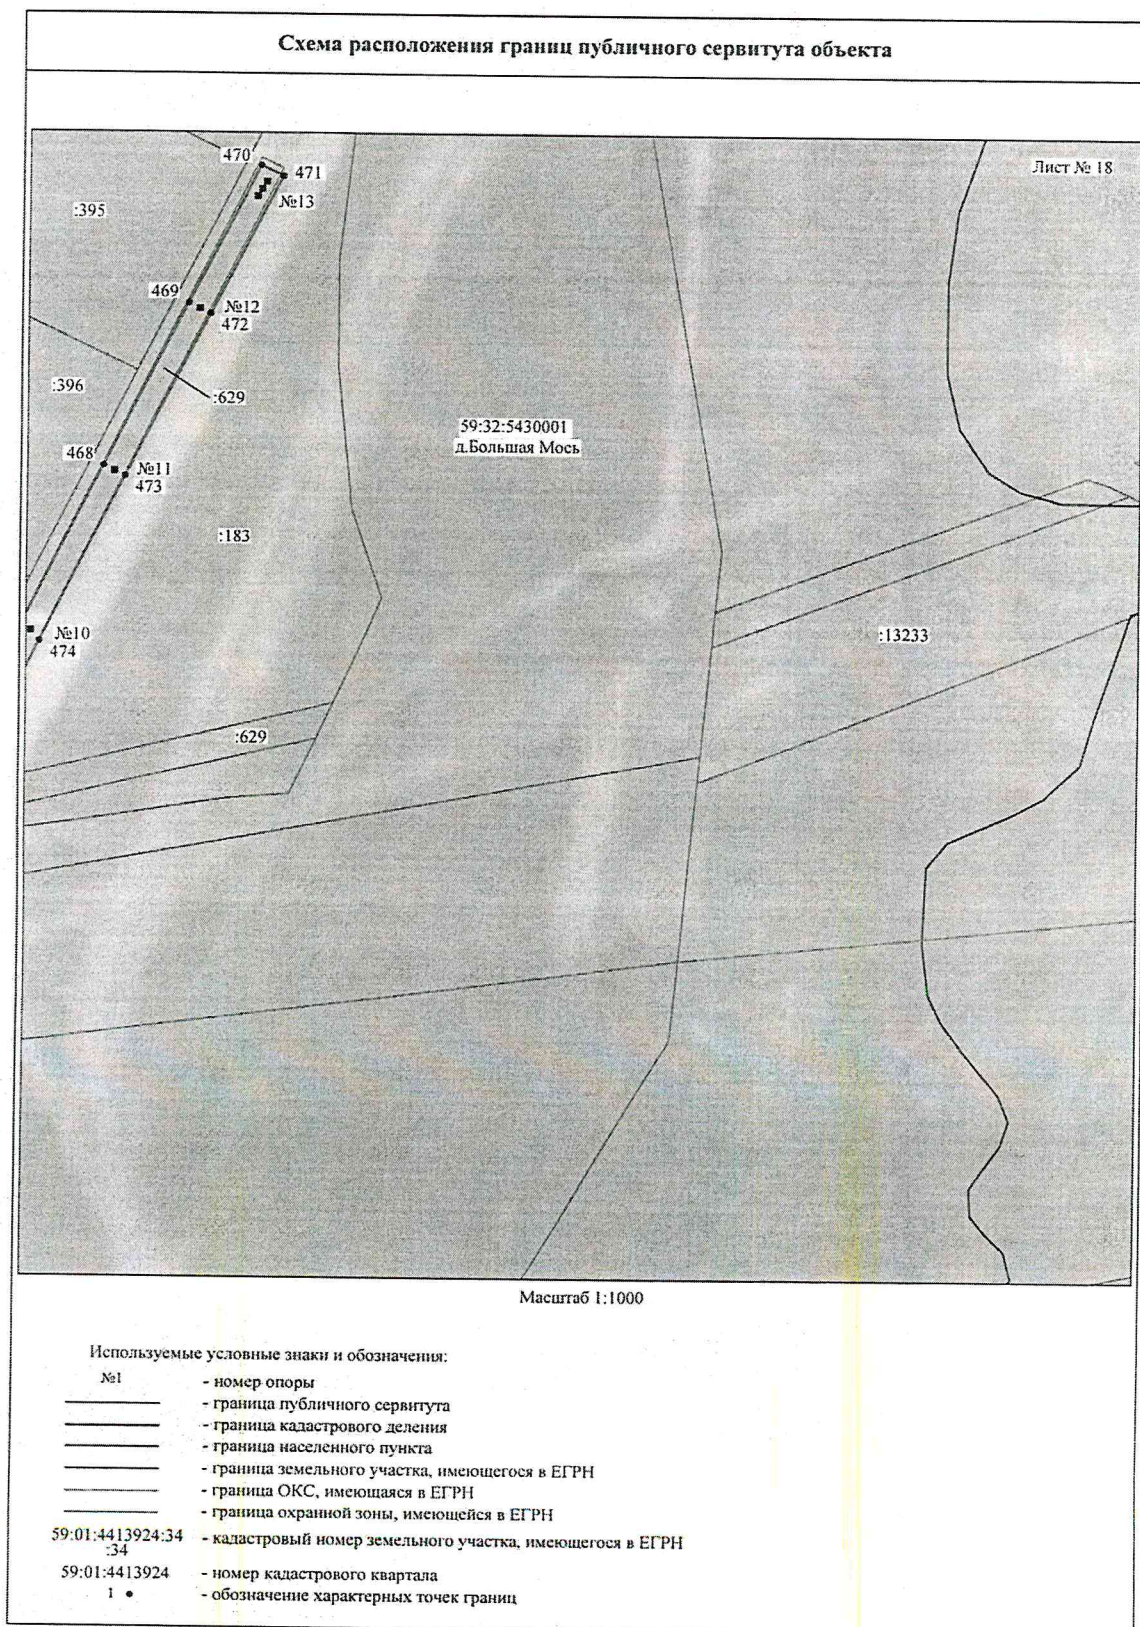 Схема расположения границ публичного сервитута объекта
Лист № 18
470
471
№13
:395
469
№12
472
:396
:629
59:32:5430001
д.Большая Мось
468
№11
473
:183
№10
474
:13233
:629
Масштаб 1:1000
Используемые условные знаки и обозначения:
№1 - номер опоры
- граница публичного сервитута
- граница кадастрового деления
- граница населенного пункта
- граница земельного участка, имеющегося в ЕГРН
- граница ОКС, имеющаяся в ЕГРН
- граница охранной зоны, имеющейся в ЕГРН
59:01:4413924:34 - кадастровый номер земельного участка, имеющегося в ЕГРН
:34
59:01:4413924 - номер кадастрового квартала
1 ● - обозначение характерных точек границ